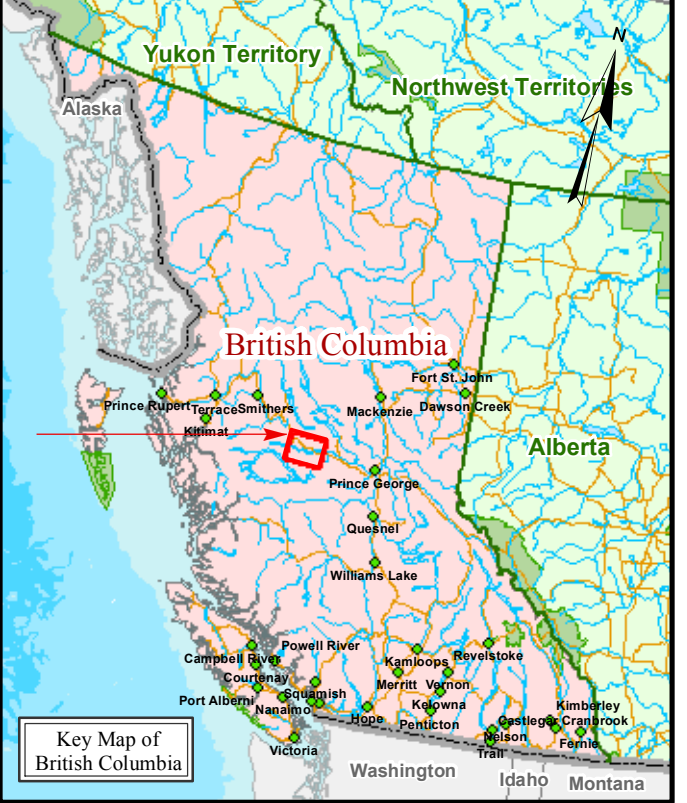 N
Yukon Territory
Northwest Territories
Alaska
British Columbia
Fort St. John
Prince Rupert
Terrace
Smithers
Mackenzie
Dawson Creek
Kitimat
Alberta
Prince George
Quesnel
Williams Lake
Powell River
Campbell River
Kamloops
Revelstoke
Courtenay
Merritt
Vernon
Squamish
Port Alberni
Nanaimo
Kelowna
Kimberley
Hope
Penticton
Castlegar
Cranbrook
Nelson
Fernie
Victoria
Trail
Key Map of
British Columbia
Washington
Idaho
Montana